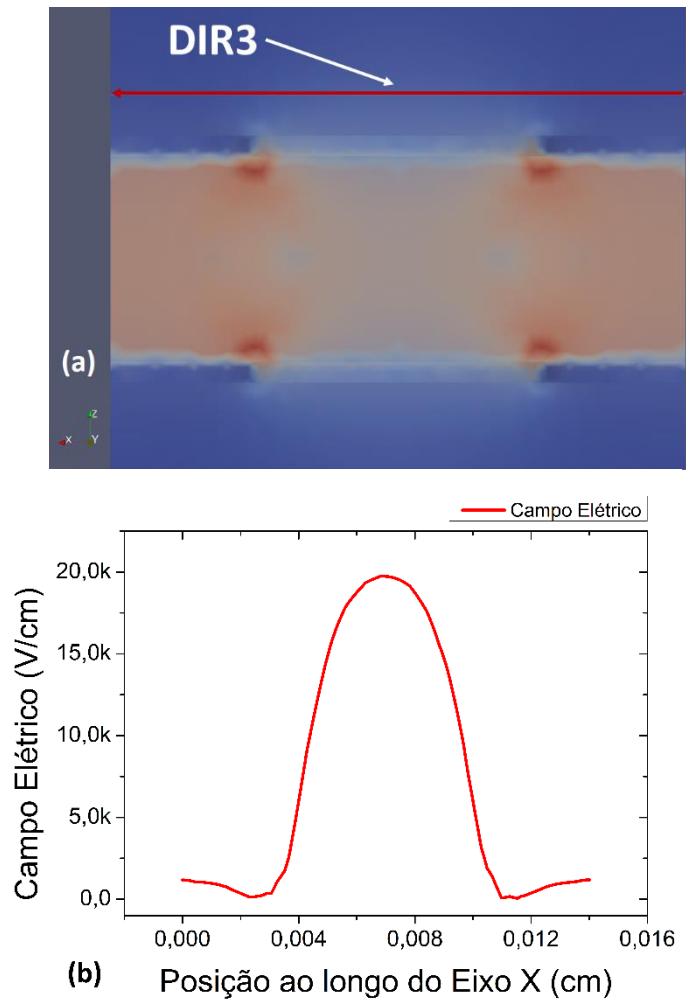 DIR3
(a)
Z
X
Y
Campo Elétrico
Campo Elétrico (V/cm)
20,0k
15,0k
10,0k
5,0k
0,0
0,000
0,004
0,008
0,012
0,016
(b)
Posição ao longo do Eixo X (cm)